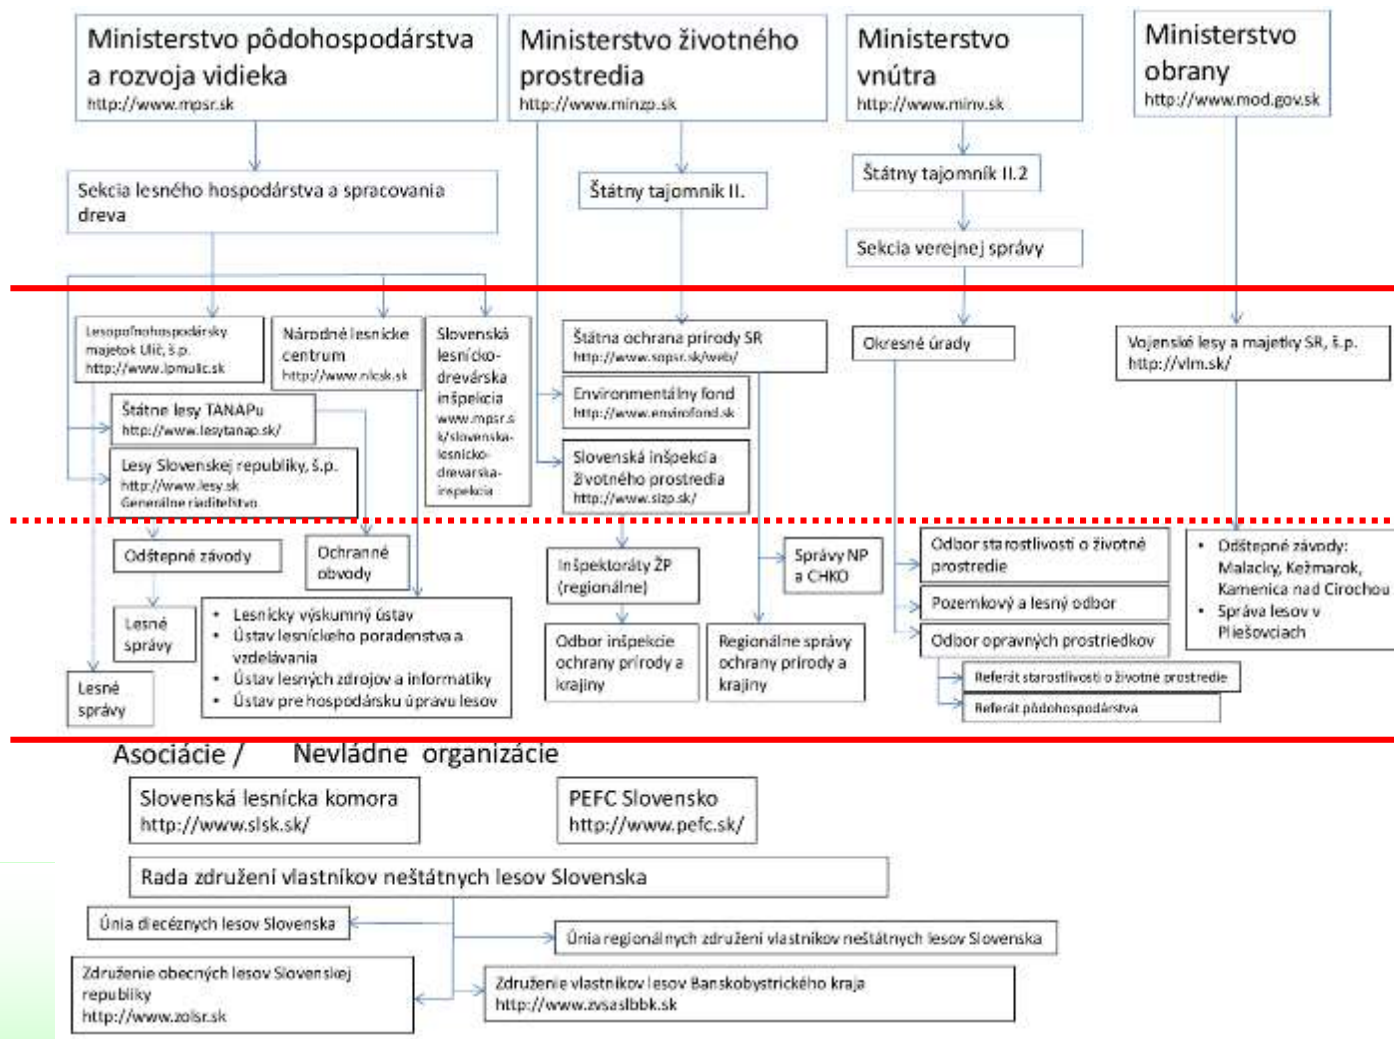 Ministerstvo pôdohospodárstva
a rozvoja vidieka
http://www.mpsr.sk
Ministerstvo životného
prostredia
http://www.minzp.sk
Ministerstvo
vnútra
http://www.minv.sk
Ministerstvo
obrany
http://www.mod.gov.sk
Sekcia lesného hospodárstva a spracovania
dreva
Štátny tajomník II.
Štátny tajomník II.2
Sekcia verejnej správy
Lesopoľnohospodársky
majetok Ulič, š.p.
http://www.lpmulic.sk
Národné lesnícke
centrum
http://www.nlcsk.sk
Slovenská
lesnícko-
drevárska
inšpekcia
www.mpsr.s
k/slovenska-
lesnicko-
drevarska-
inspekcia
Štátna ochrana prírody SR
http://www.sopsr.sk/web/
Okresné úrady
Vojenské lesy a majetky SR, š.p.
http://vlm.sk/
Štátne lesy TANAPu
http://www.lesytanap.sk/
Environmentálny fond
http://www.envirofond.sk
Lesy Slovenskej republiky, š.p.
http://www.lesy.sk
Generálne riaditeľstvo
Slovenská inšpekcia
životného prostredia
http://www.sizp.sk/
Odštepné závody
Ochranné
obvody
Inšpektoráty ŽP
(regionálne)
Správy NP
a CHKO
Odbor starostlivosti o životné
prostredie
Pozemkový a lesný odbor
Odbor opravných prostriedkov
Referát starostlivosti o životné prostredie
Referát pôdohospodárstva
• Odštepné závody:
Malacky, Kežmarok,
Kamenica nad Cirochou
• Správa lesov v
Pliešovciach
Lesné
správy
• Lesnícky výskumný ústav
• Ústav lesníckeho poradenstva a
vzdelávania
• Ústav lesných zdrojov a informatiky
• Ústav pre hospodársku úpravu lesov
Odbor inšpekcie
ochrany prírody a
krajiny
Regionálne správy
ochrany prírody a
krajiny
Lesné
správy
Asociácie / Nevládne organizácie
Slovenská lesnícka komora
http://www.slsk.sk/
PEFC Slovensko
http://www.pefc.sk/
Rada združení vlastníkov neštátnych lesov Slovenska
Únia diecéznych lesov Slovenska
Únia regionálnych združení vlastníkov neštátnych lesov Slovenska
Združenie obecných lesov Slovenskej
republiky
http://www.zolsr.sk
Združenie vlastníkov lesov Banskobystrického kraja
http://www.zvsaslbbk.sk